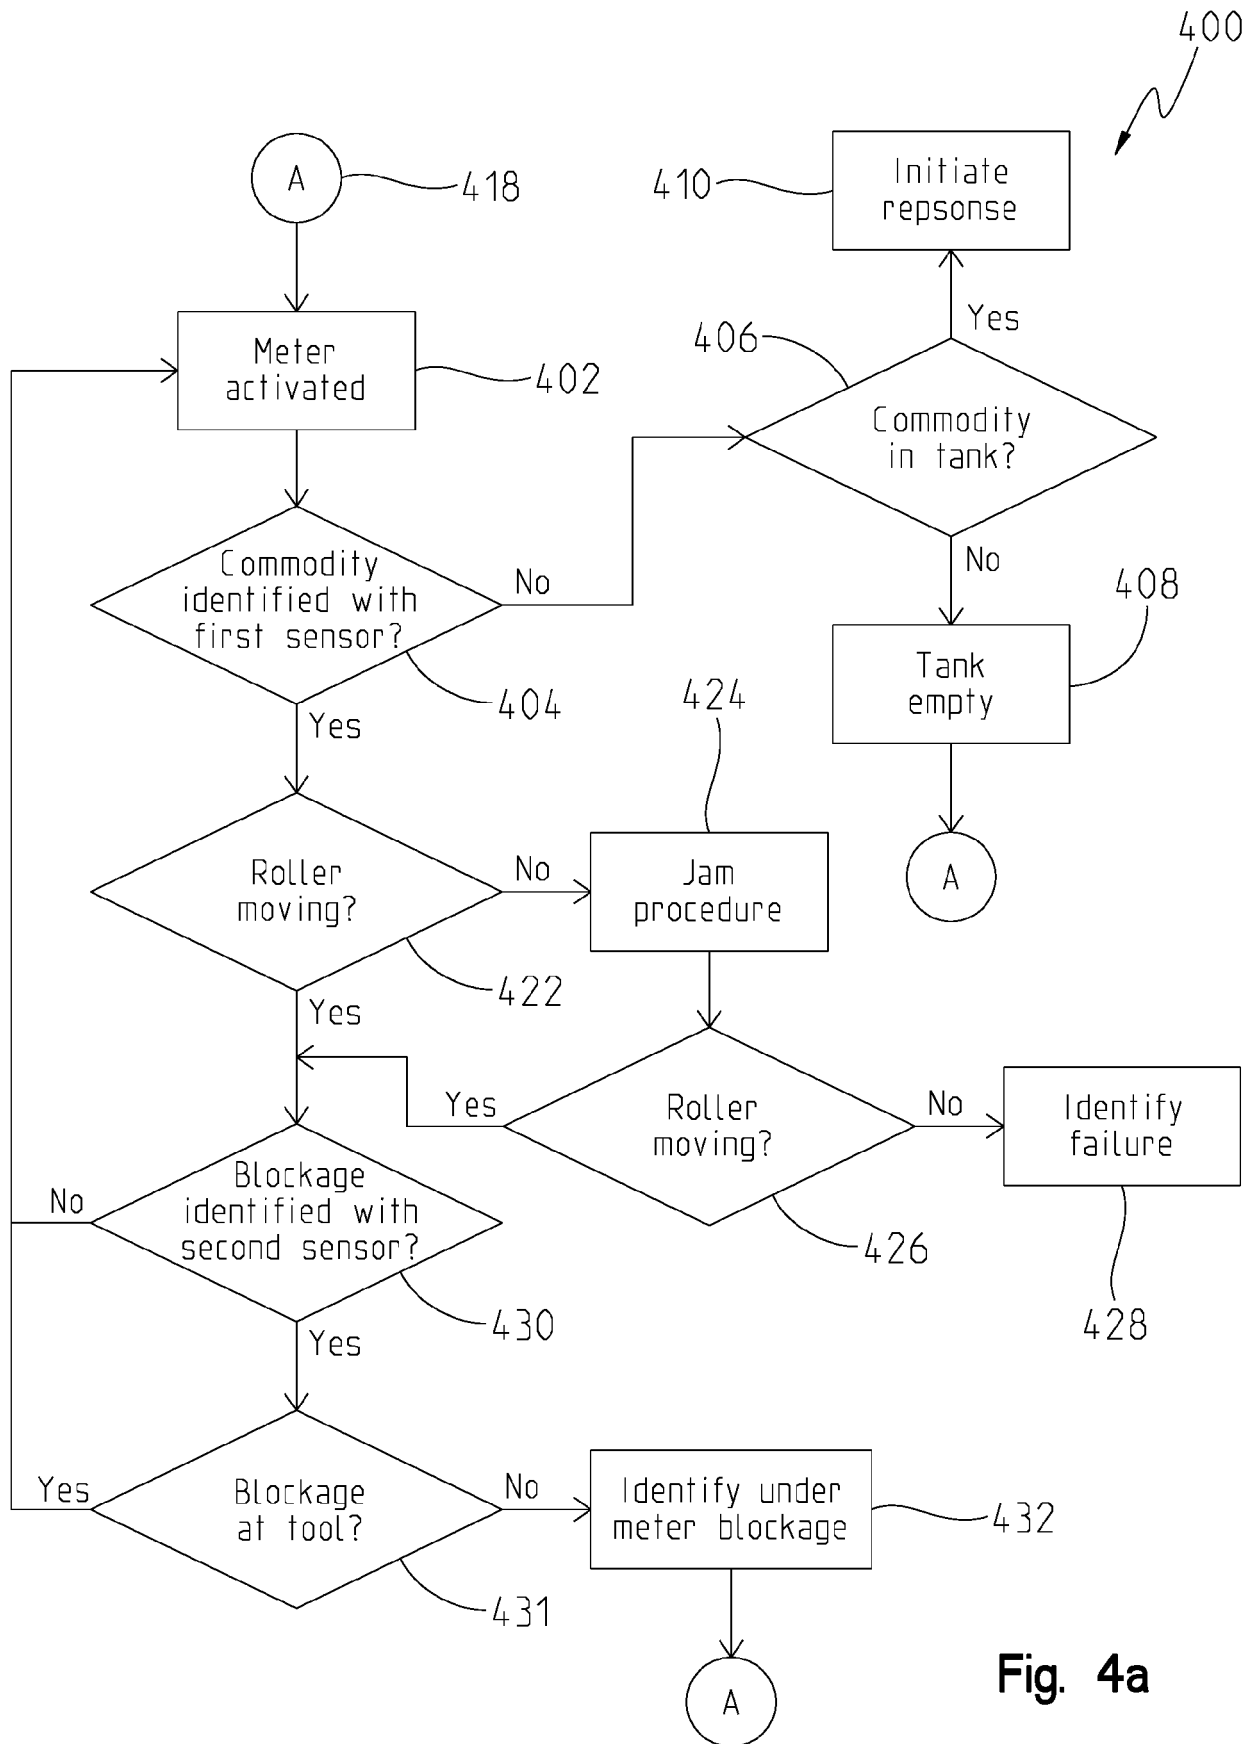 400
A
418
Initiate
repsonse
410
Yes
406
Meter
activated
402
Commodity
in tank?
No
Commodity
identified with
first sensor?
No
404
Yes
408
Tank
empty
424
A
Roller
moving?
No
Jam
procedure
422
Yes
Yes
Roller
moving?
No
Identify
failure
426
428
No
Blockage
identified with
second sensor?
430
Yes
Yes
Blockage
at tool?
No
Identify under
meter blockage
432
431
A
Fig. 4a